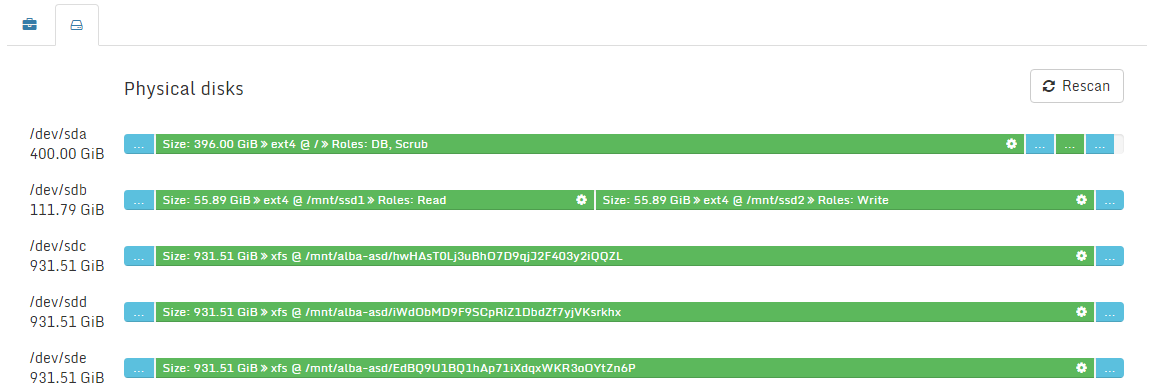 Physical disks
Rescan
/dev/sda
400.00 GiB
... Size: 396.00 GiB » ext4 @ / » Roles: DB, Scrub ... ... ...
/dev/sdb
111.79 GiB
... Size: 55.89 GiB » ext4 @ /mnt/ssd1 » Roles: Read Size: 55.89 GiB » ext4 @ /mnt/ssd2 » Roles: Write ...
/dev/sdc
931.51 GiB
... Size: 931.51 GiB » xfs @ /mnt/alba-asd/hwHAsT0Lj3uBhO7D9qjJ2F403y2iQQZL ...
/dev/sdd
931.51 GiB
... Size: 931.51 GiB » xfs @ /mnt/alba-asd/iWdObMD9F9SCpRiZ1DbdZf7yjVKsrkhx ...
/dev/sde
931.51 GiB
... Size: 931.51 GiB » xfs @ /mnt/alba-asd/EdBQ9U1BQ1hAp71iXdqxWKR3oOYtZn6P ...